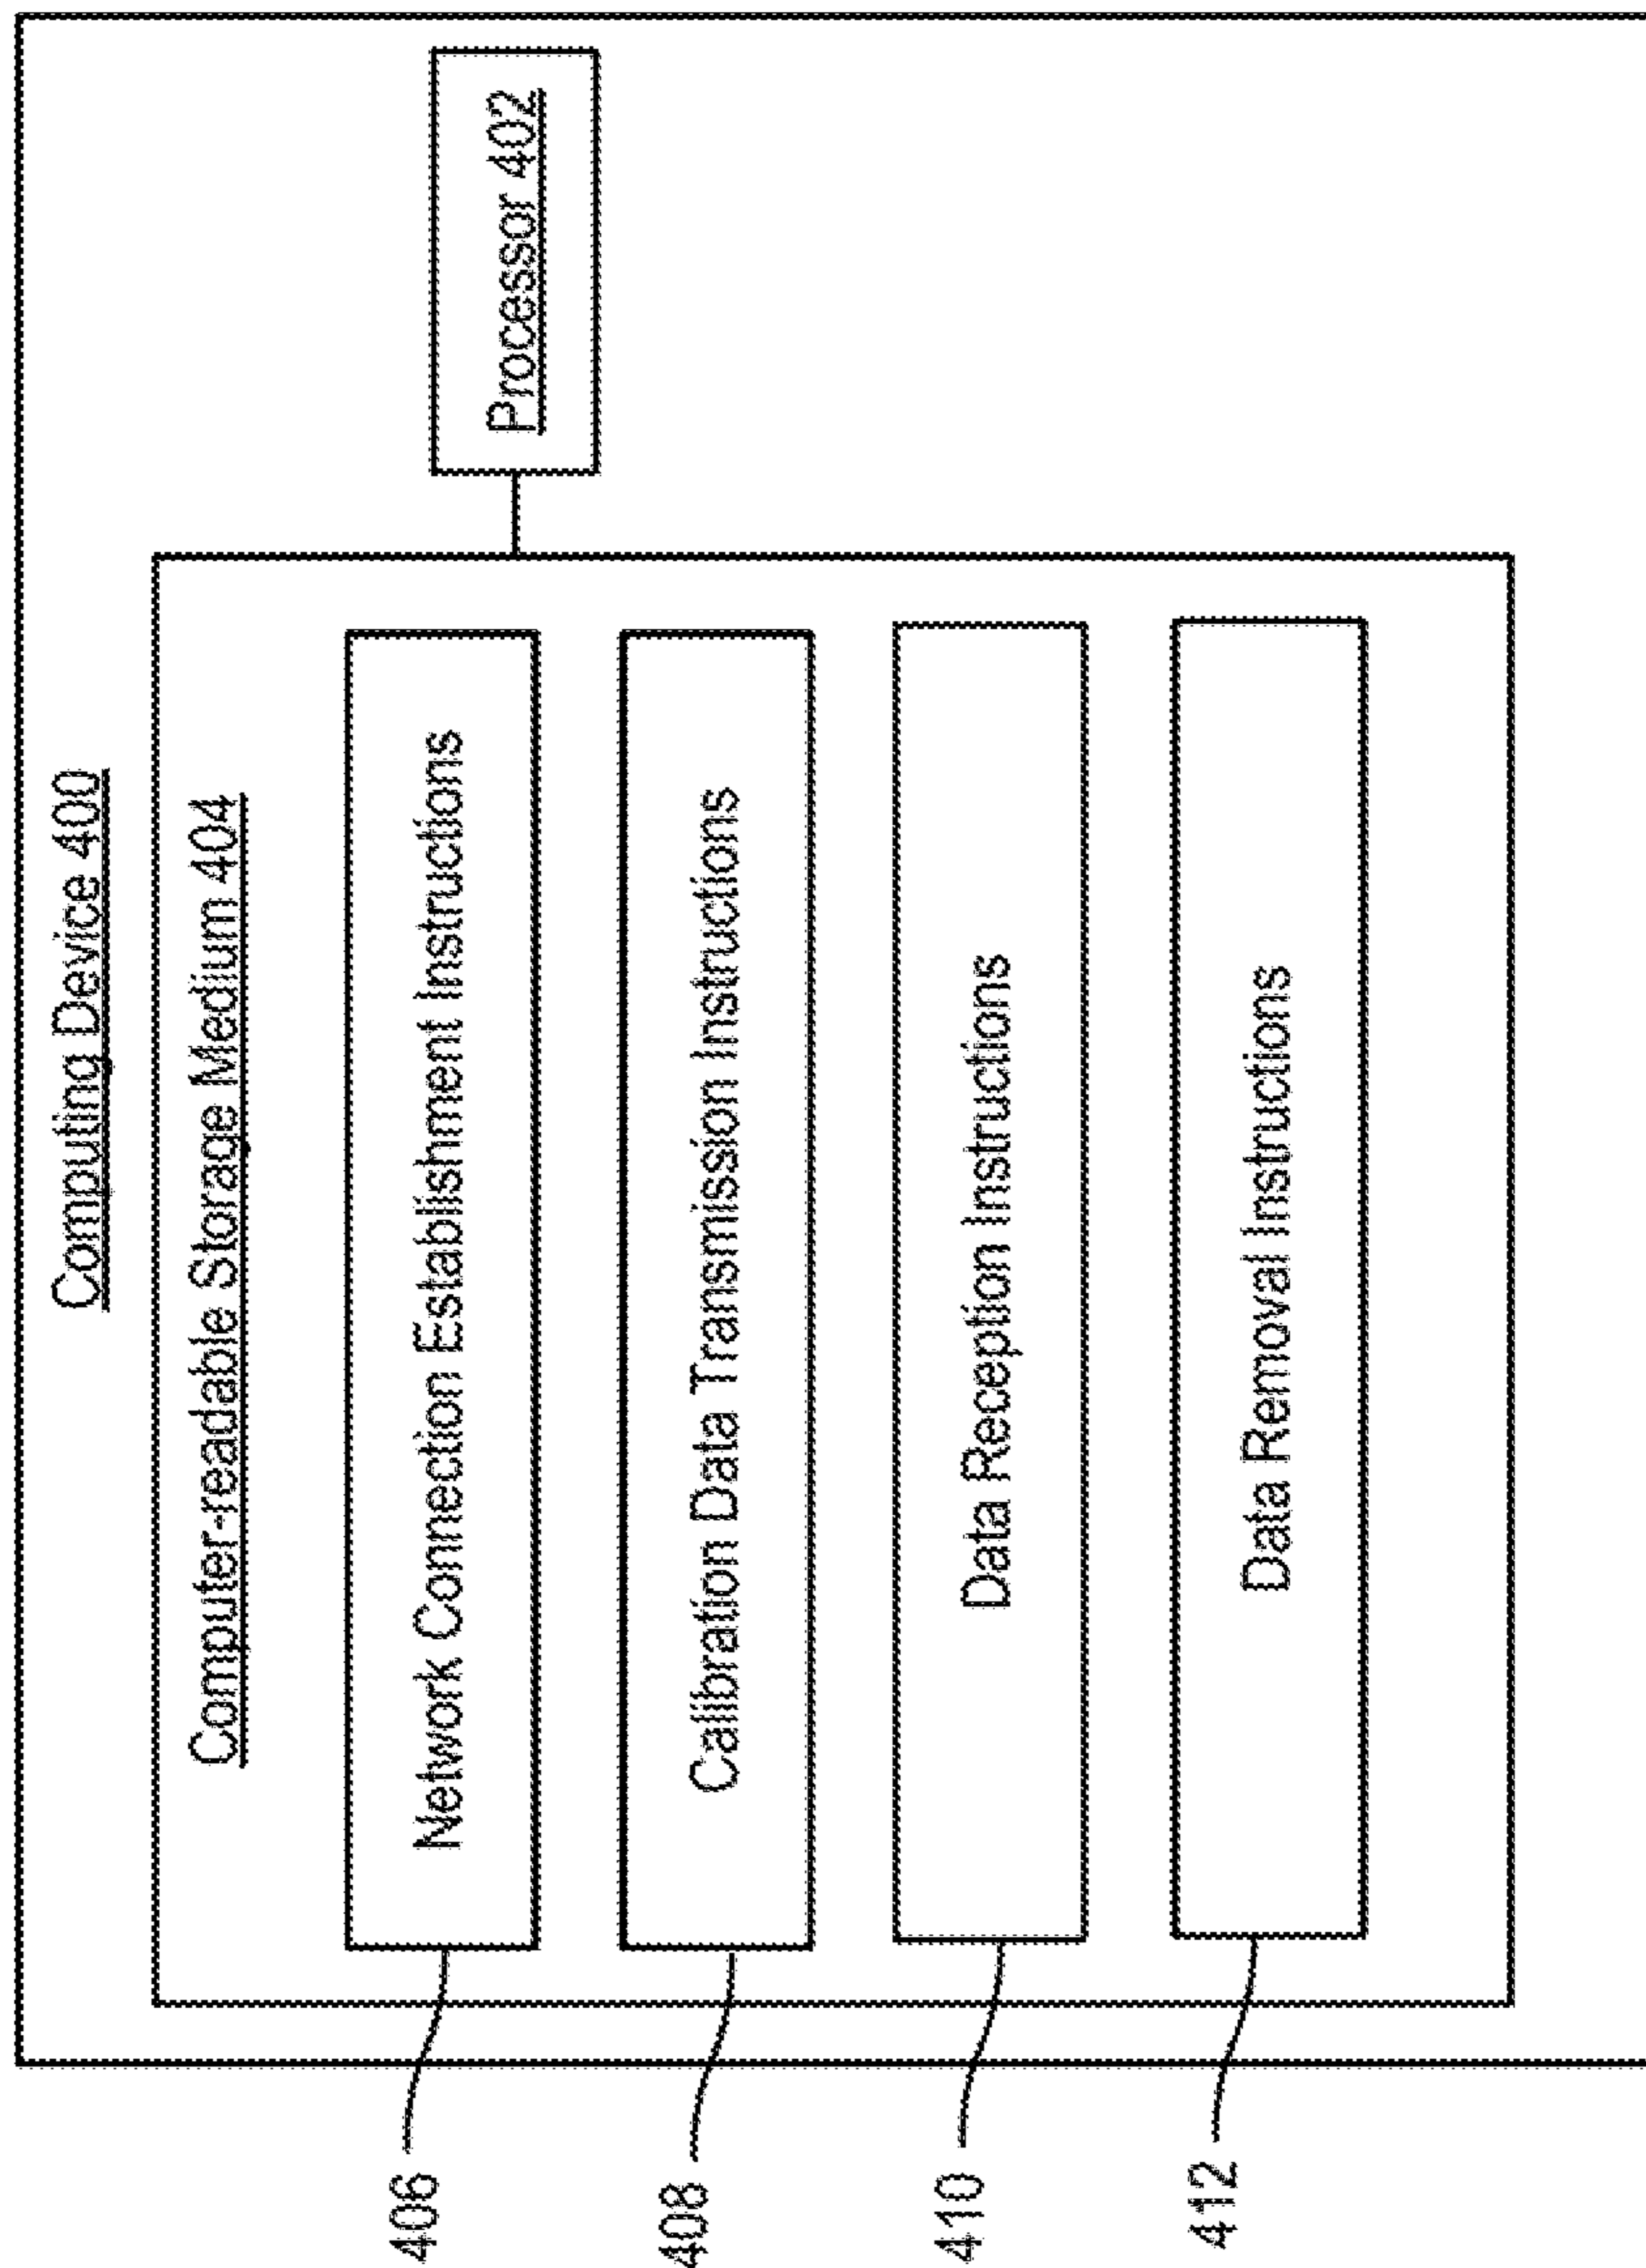 Computing Device 400
Computer-readable Storage Medium 404
Processor 402
406
Network Connection Establishment Instructions
408
Calibration Data Transmission Instructions
410
Data Reception Instructions
412
Data Removal Instructions